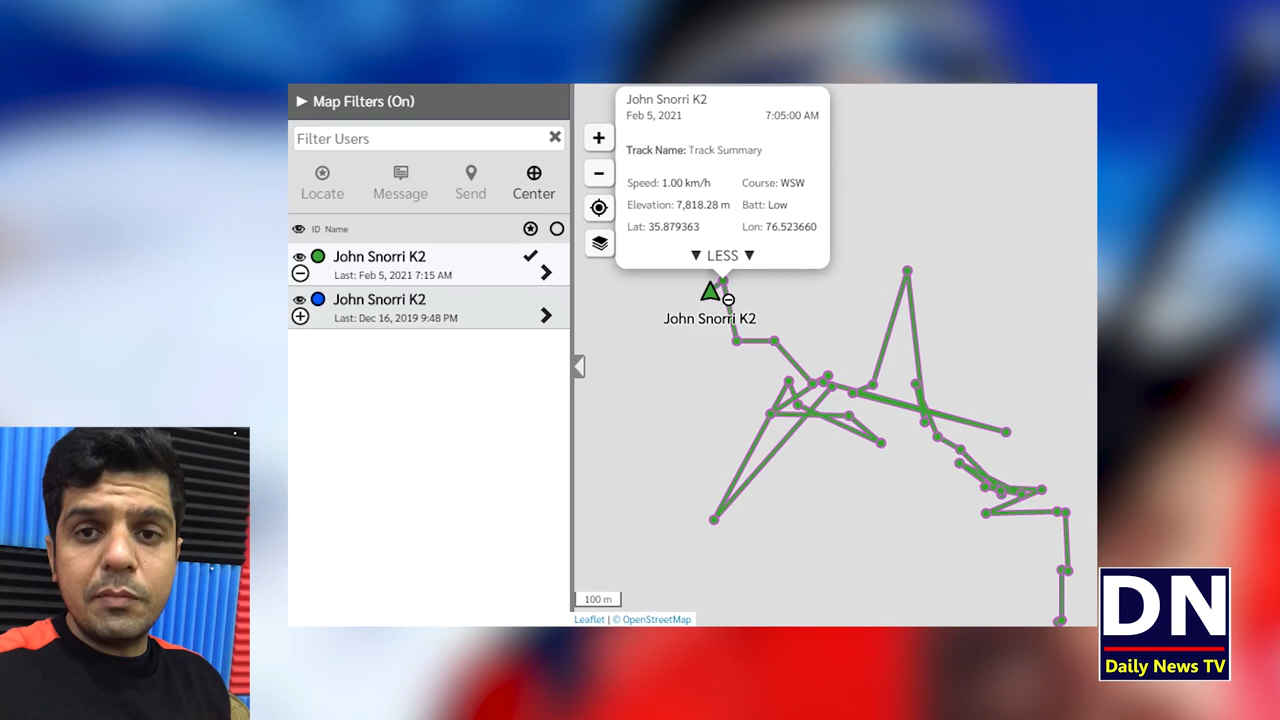 ▶ Map Filters (On)
Filter Users
Locate Message Send Center
ID Name
John Snorri K2
Last: Feb 5, 2021 7:15 AM
John Snorri K2
Last: Dec 16, 2019 9:48 PM
+
−
John Snorri K2
Feb 5, 2021 7:05:00 AM
Track Name: Track Summary
Speed: 1.00 km/h Course: WSW
Elevation: 7,818.28 m Batt: Low
Lat: 35.879363 Lon: 76.523660
▼ LESS ▼
John Snorri K2
100 m
Leaflet | © OpenStreetMap
DN
Daily News TV